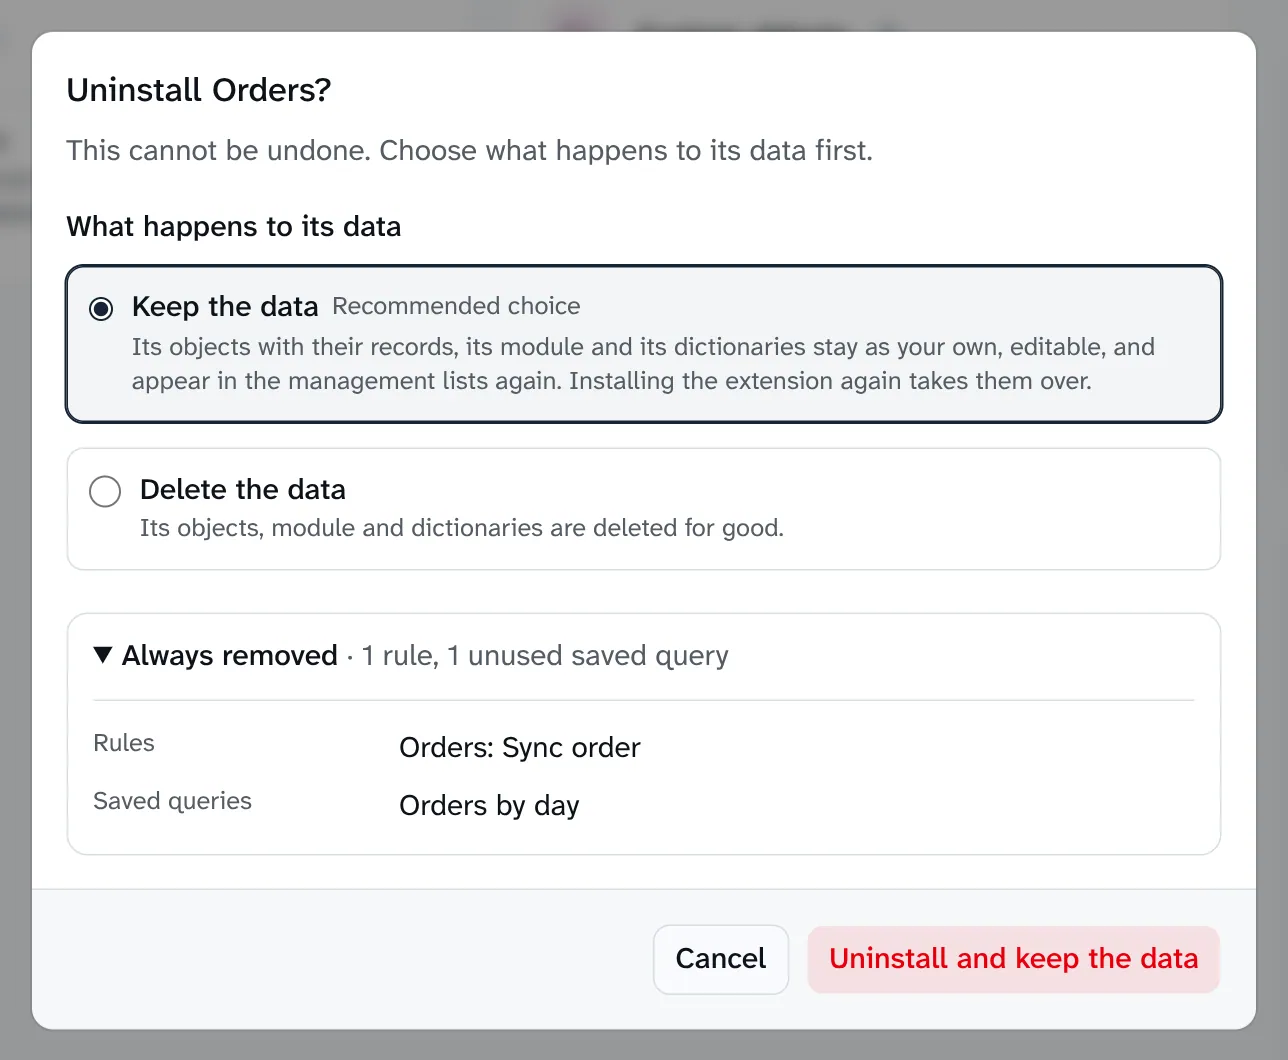 Uninstall Orders?
This cannot be undone. Choose what happens to its data first.
What happens to its data
Keep the data Recommended choice
Its objects with their records, its module and its dictionaries stay as your own, editable, and
appear in the management lists again. Installing the extension again takes them over.
Delete the data
Its objects, module and dictionaries are deleted for good.
▼ Always removed · 1 rule, 1 unused saved query
Rules Orders: Sync order
Saved queries Orders by day
Cancel Uninstall and keep the data